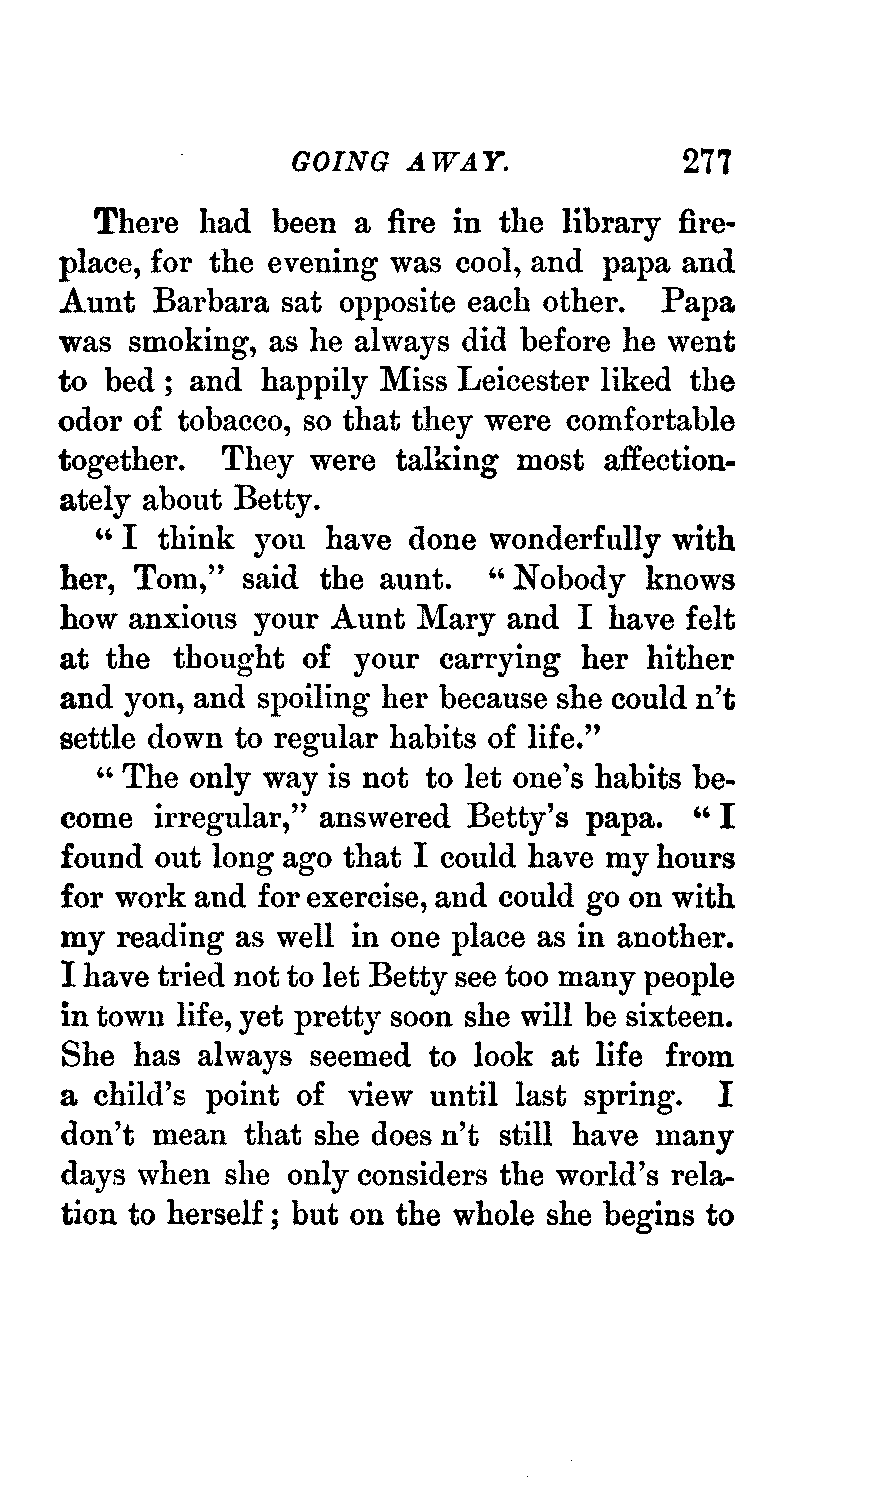 GOING AWAY. 277
There had been a fire in the library fire-
place, for the evening was cool, and papa and
Aunt Barbara sat opposite each other. Papa
was smoking, as he always did before he went
to bed ; and happily Miss Leicester liked the
odor of tobacco, so that they were comfortable
together. They were talking most affection-
ately about Betty.
“ I think you have done wonderfully with
her, Tom,” said the aunt. “ Nobody knows
how anxious your Aunt Mary and I have felt
at the thought of your carrying her hither
and yon, and spoiling her because she could n’t
settle down to regular habits of life.”
“ The only way is not to let one’s habits be-
come irregular,” answered Betty’s papa. “ I
found out long ago that I could have my hours
for work and for exercise, and could go on with
my reading as well in one place as in another.
I have tried not to let Betty see too many people
in town life, yet pretty soon she will be sixteen.
She has always seemed to look at life from
a child’s point of view until last spring. I
don’t mean that she does n’t still have many
days when she only considers the world’s rela-
tion to herself ; but on the whole she begins to